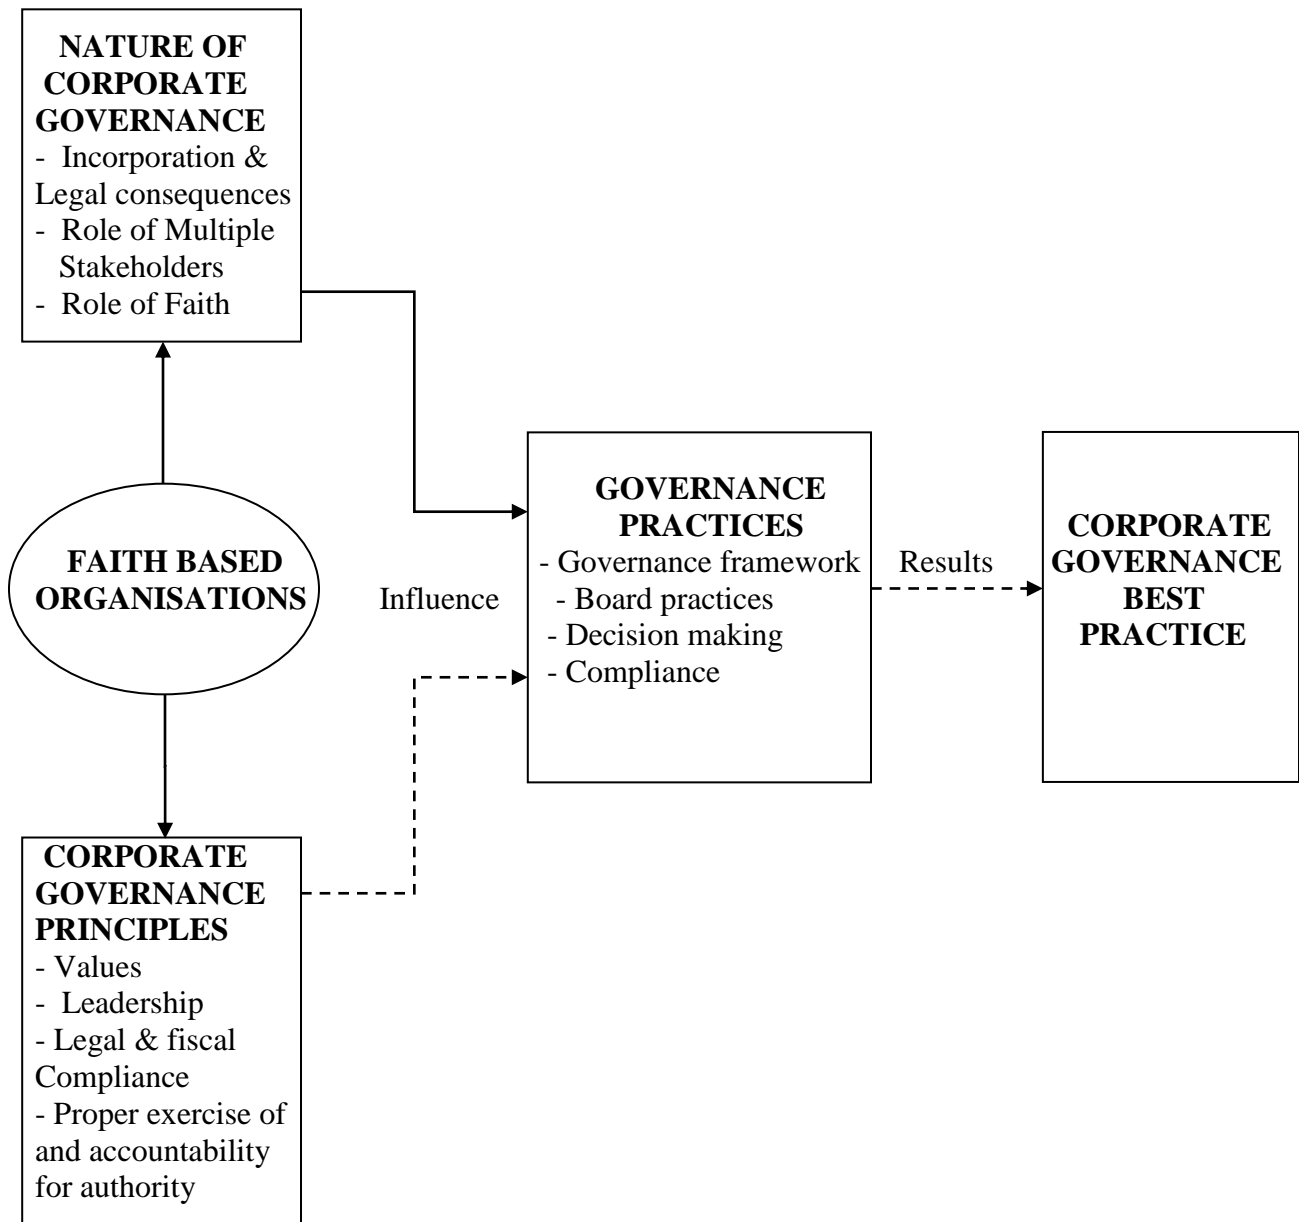 NATURE OF
CORPORATE
GOVERNANCE
- Incorporation &
Legal consequences
- Role of Multiple
Stakeholders
- Role of Faith
FAITH BASED
ORGANISATIONS
Influence
GOVERNANCE
PRACTICES
- Governance framework
- Board practices
- Decision making
- Compliance
Results
CORPORATE
GOVERNANCE
BEST
PRACTICE
CORPORATE
GOVERNANCE
PRINCIPLES
- Values
- Leadership
- Legal & fiscal
Compliance
- Proper exercise of
and accountability
for authority